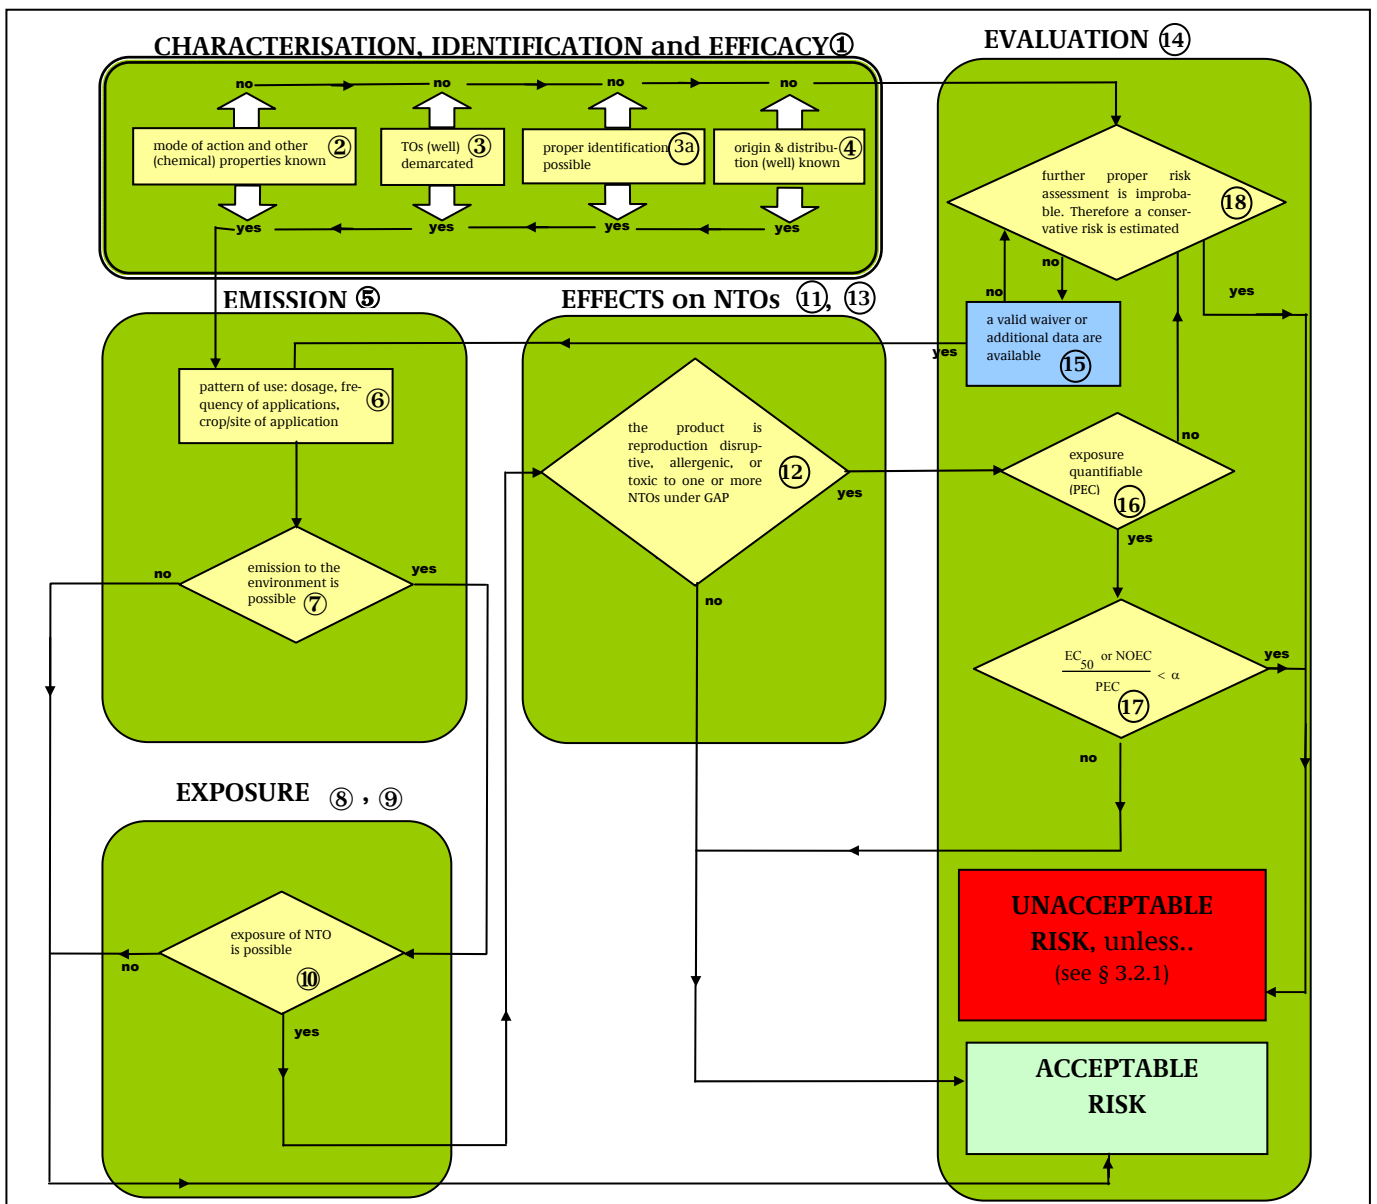 CHARACTERISATION, IDENTIFICATION and EFFICACY①
no
no
no
no
mode of action and other
(chemical) properties known
②
TOs (well)
demarcated
③
proper identification
possible
3a
origin & distribu-
tion (well) known
④
yes
yes
yes
yes
EMISSION ⑤
pattern of use: dosage, fre-
quency of applications,
crop/site of application
⑥
emission to the
environment is
possible ⑦
no
yes
EXPOSURE ⑧ , ⑨
exposure of NTO
is possible
⑩
no
yes
EFFECTS on NTOs ⑪, ⑬
the product is
reproduction disrup-
tive, allergenic, or
toxic to one or more
NTOs under GAP
⑫
yes
no
EVALUATION ⑭
further proper risk
assessment is improba-
ble. Therefore a conser-
vative risk is estimated
⑱
no
no
yes
a valid waiver or
additional data are
available
⑮
yes
exposure
quantifiable
(PEC)
⑯
no
yes
EC50 or NOEC
PEC
< α
⑰
yes
no
UNACCEPTABLE
RISK, unless..
(see § 3.2.1)
ACCEPTABLE
RISK